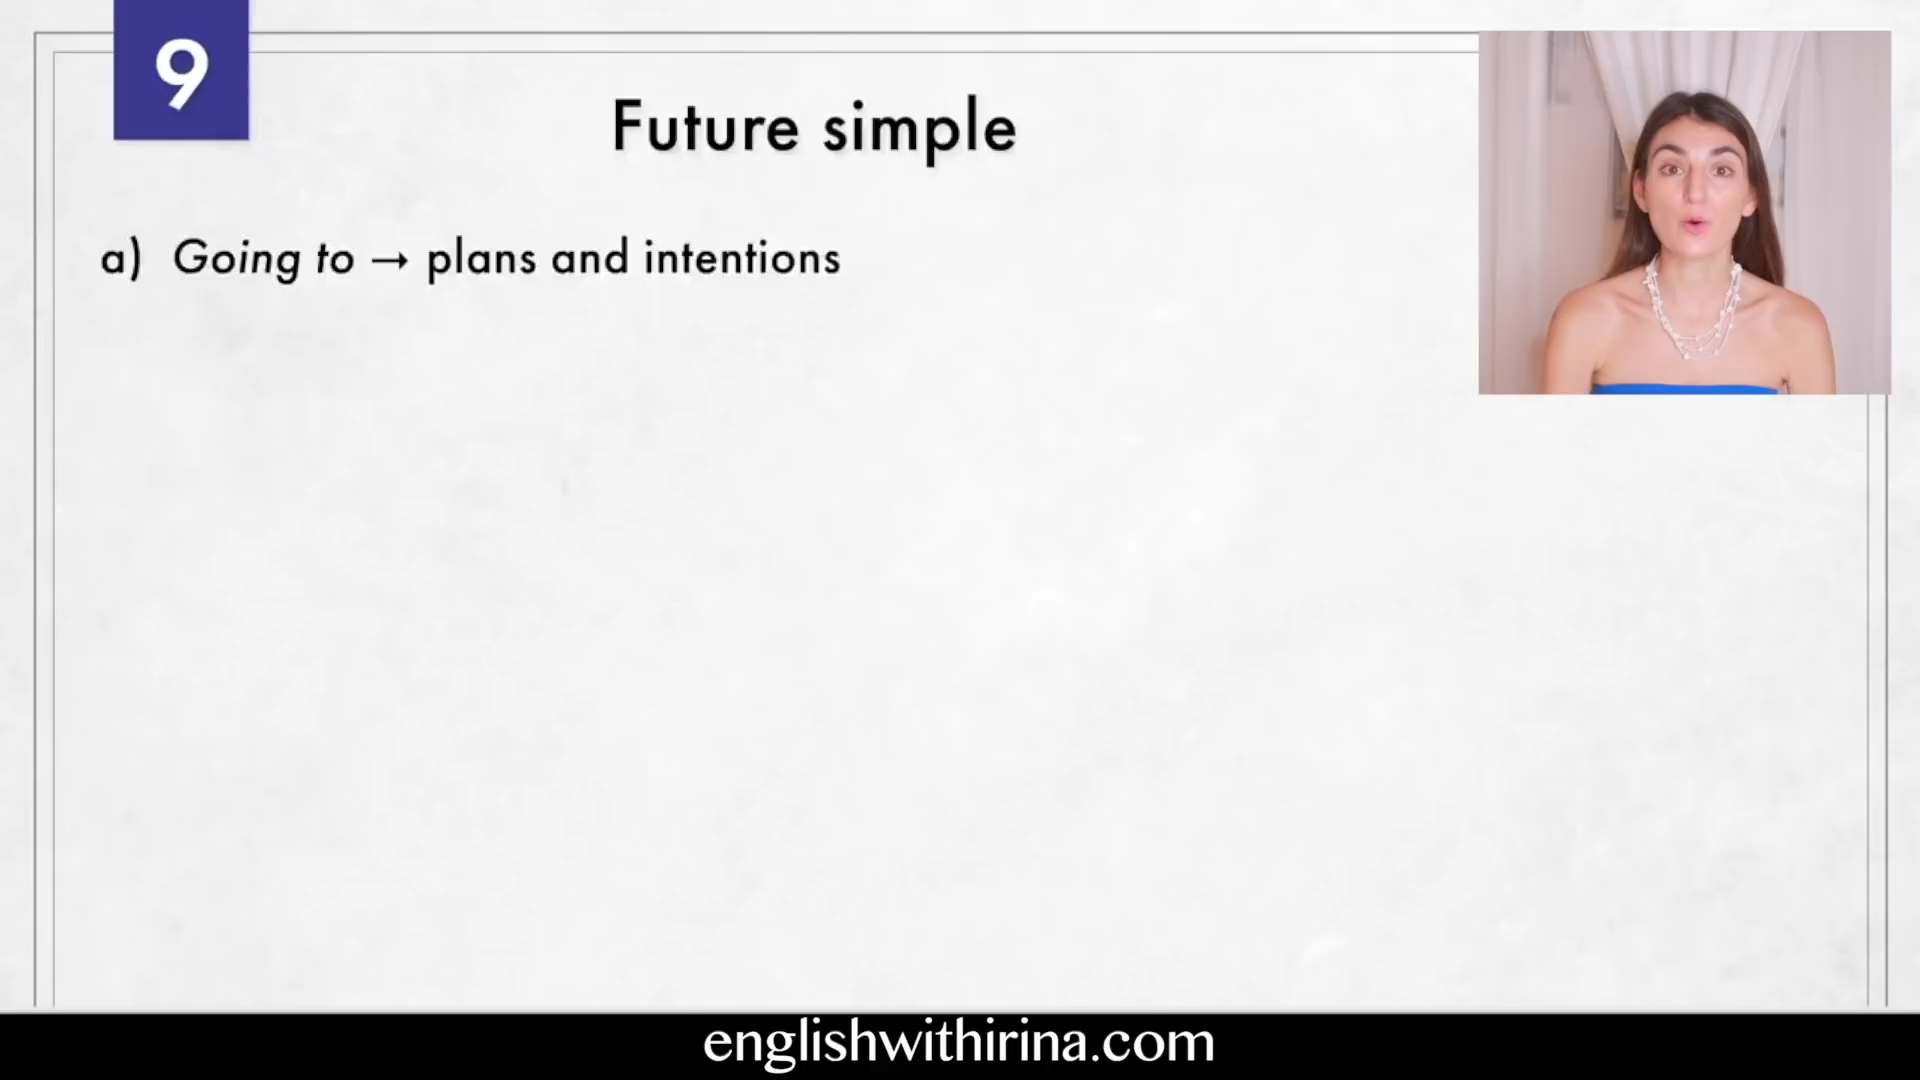 9
Future simple
a) Going to → plans and intentions
englishwithirina.com